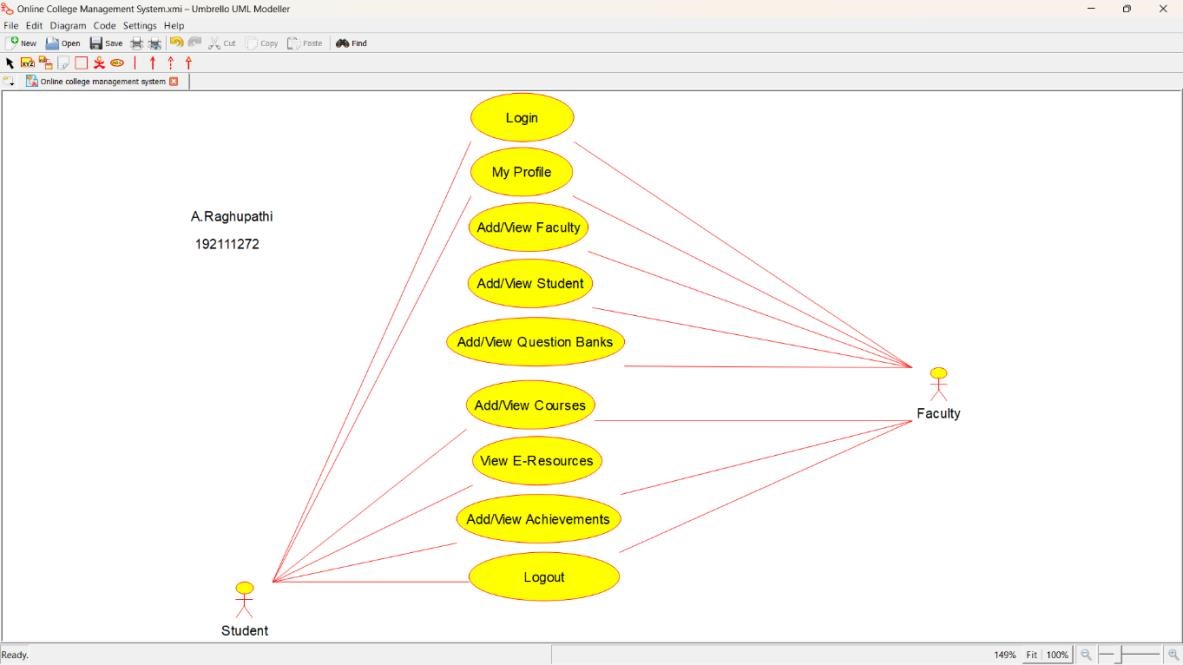 Online College Management System.xmi – Umbrello UML Modeller
File Edit Diagram Code Settings Help
New Open Save Cut Copy Paste Find
Online college management system
Login
My Profile
A.Raghupathi
Add/View Faculty
192111272
Add/View Student
Add/View Question Banks
Add/View Courses
Faculty
View E-Resources
Add/View Achievements
Logout
Student
Ready.
149% Fit 100%